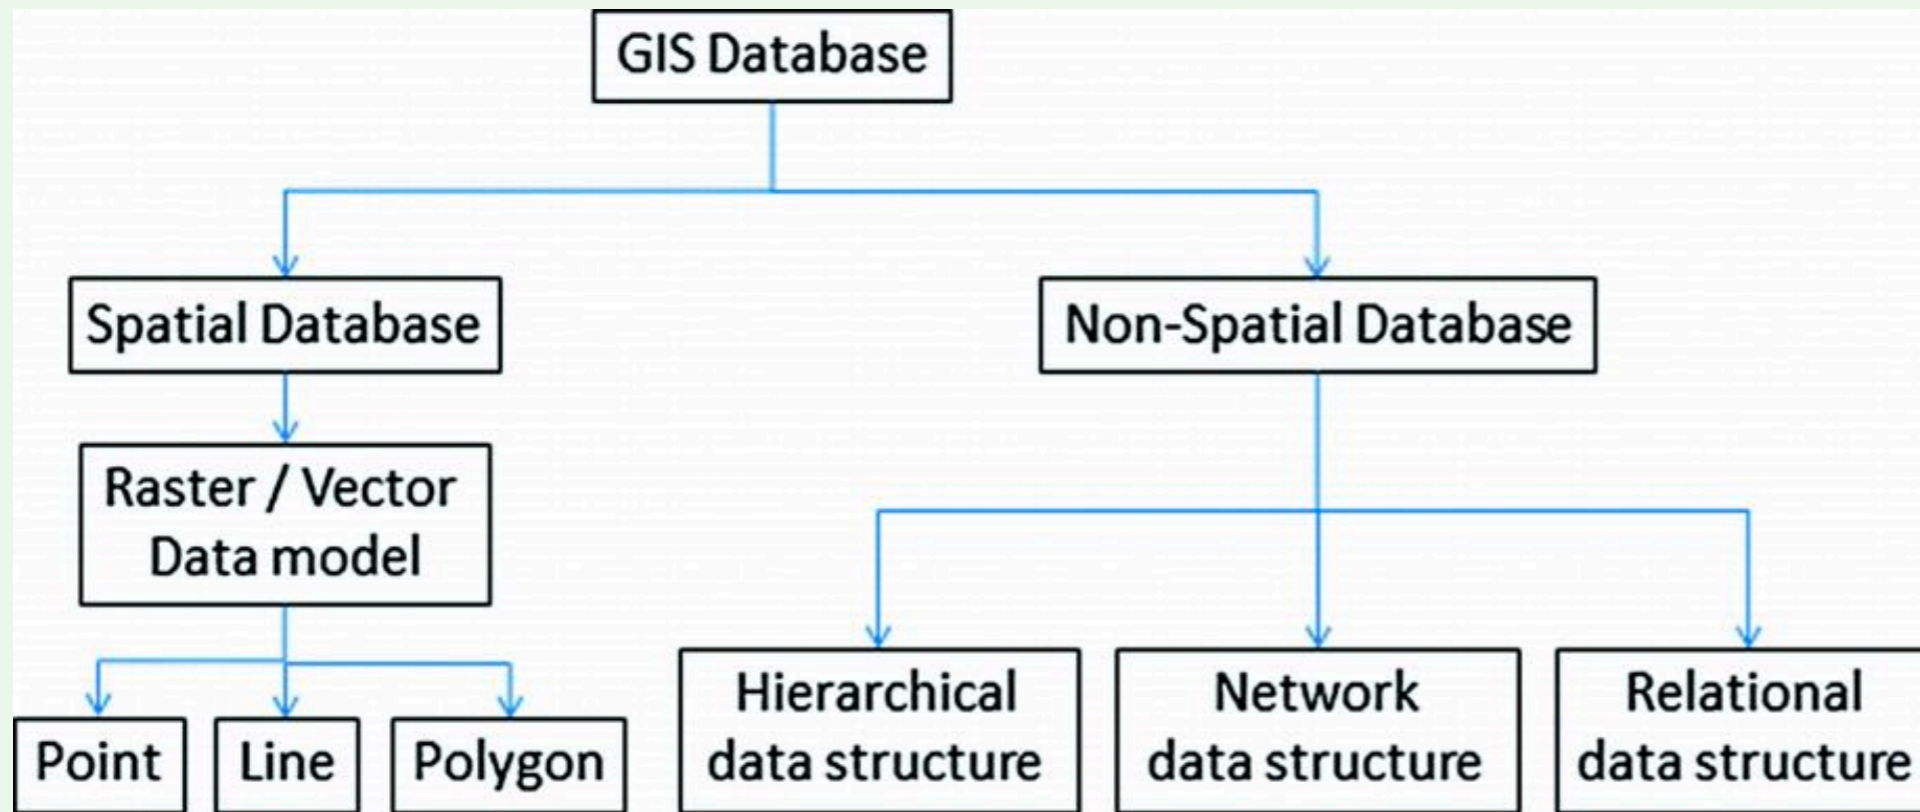 GIS Database
Spatial Database
Non-Spatial Database
Raster / Vector
Data model
Point
Line
Polygon
Hierarchical
data structure
Network
data structure
Relational
data structure